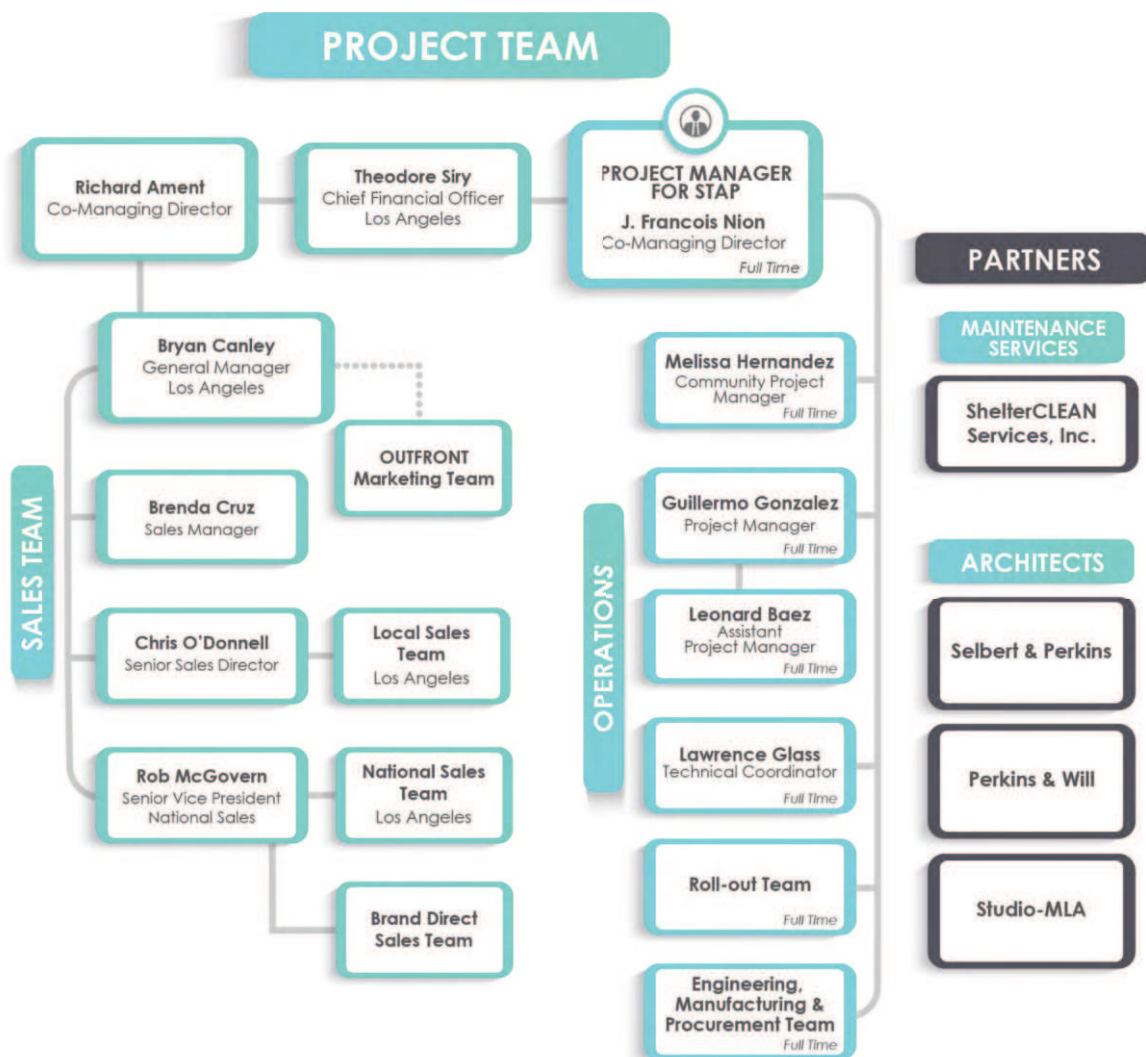 PROJECT TEAM
Richard Ament
Co-Managing Director
Theodore Siry
Chief Financial Officer
Los Angeles
PROJECT MANAGER
FOR STAP
J. Francois Nion
Co-Managing Director
Full Time
SALES TEAM
Bryan Canley
General Manager
Los Angeles
OUTFRONT
Marketing Team
Brenda Cruz
Sales Manager
Chris O'Donnell
Senior Sales Director
Local Sales
Team
Los Angeles
Rob McGovern
Senior Vice President
National Sales
National Sales
Team
Los Angeles
Brand Direct
Sales Team
OPERATIONS
Melissa Hernandez
Community Project
Manager
Full Time
Guillermo Gonzalez
Project Manager
Full Time
Leonard Baez
Assistant
Project Manager
Full Time
Lawrence Glass
Technical Coordinator
Full Time
Roll-out Team
Full Time
Engineering,
Manufacturing &
Procurement Team
Full Time
PARTNERS
MAINTENANCE
SERVICES
ShelterCLEAN
Services, Inc.
ARCHITECTS
Selbert & Perkins
Perkins & Will
Studio-MLA